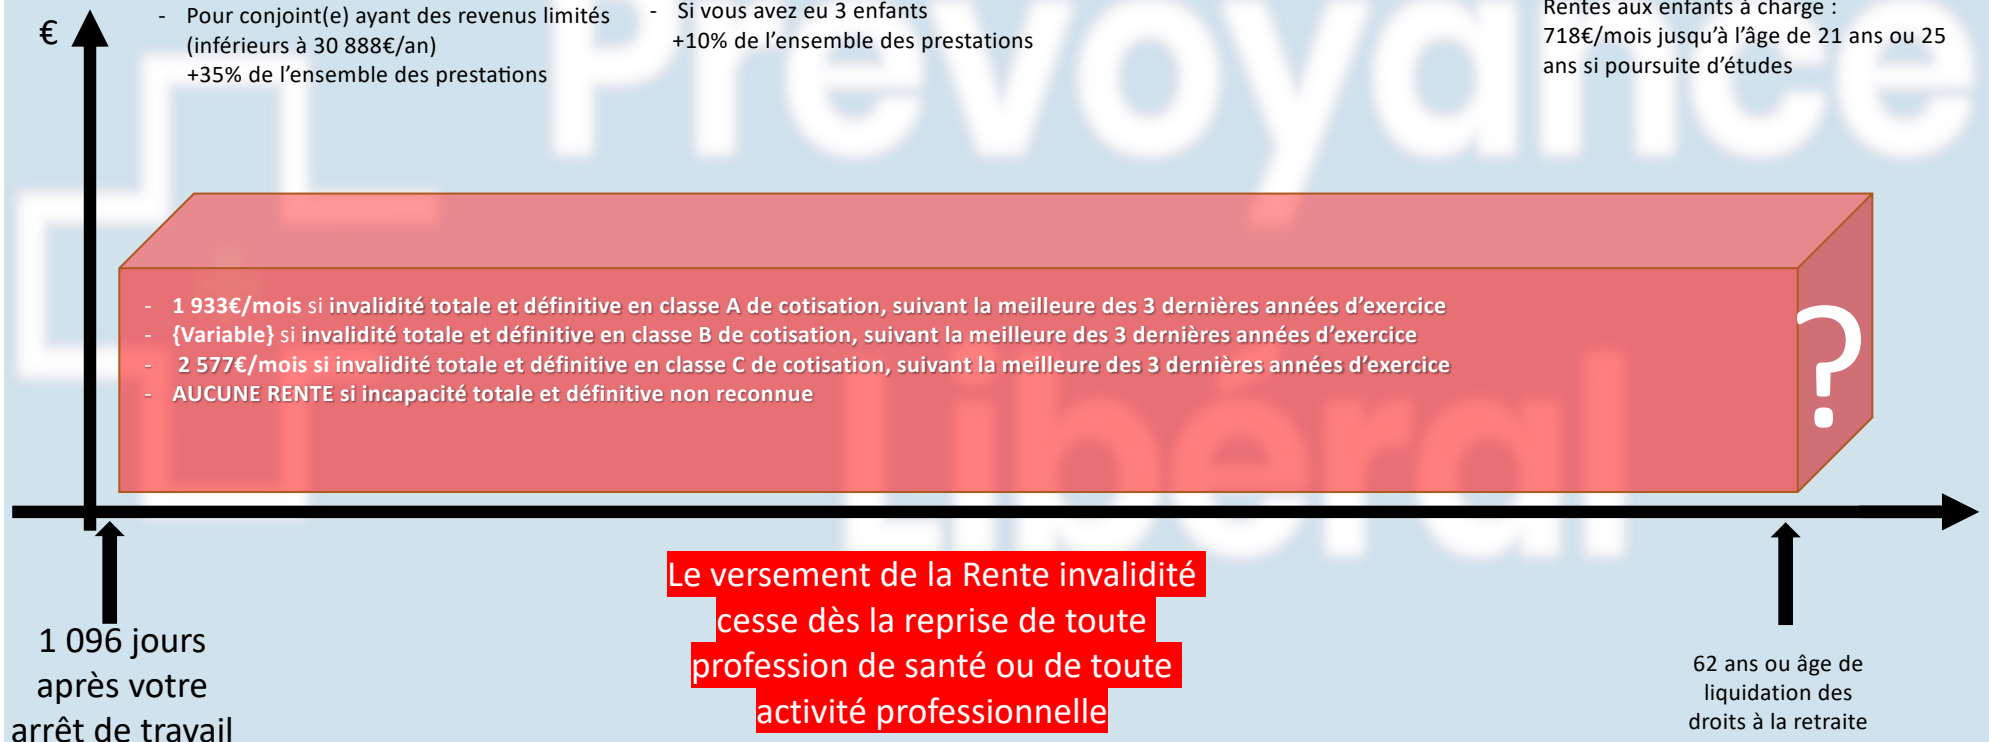 €
- Pour conjoint(e) ayant des revenus limités
(inférieurs à 30 888€/an)
+35% de l'ensemble des prestations
- Si vous avez eu 3 enfants
+10% de l'ensemble des prestations
Rentes aux enfants à charge :
718€/mois jusqu'à l'âge de 21 ans ou 25
ans si poursuite d'études
Prévoyance
Libéral
- 1 933€/mois si invalidité totale et définitive en classe A de cotisation, suivant la meilleure des 3 dernières années d'exercice
- {Variable} si invalidité totale et définitive en classe B de cotisation, suivant la meilleure des 3 dernières années d'exercice
- 2 577€/mois si invalidité totale et définitive en classe C de cotisation, suivant la meilleure des 3 dernières années d'exercice
- AUCUNE RENTE si incapacité totale et définitive non reconnue
?
Le versement de la Rente invalidité
cesse dès la reprise de toute
profession de santé ou de toute
activité professionnelle
1 096 jours
après votre
arrêt de travail
62 ans ou âge de
liquidation des
droits à la retraite